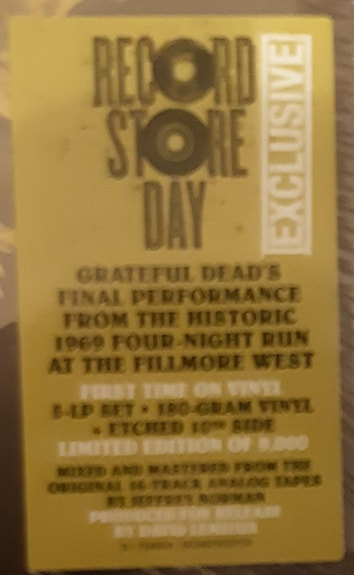 RECORD
STORE
DAY
EXCLUSIVE
GRATEFUL DEAD'S
FINAL PERFORMANCE
FROM THE HISTORIC
1969 FOUR-NIGHT RUN
AT THE FILLMORE WEST
FIRST TIME ON VINYL
5-LP SET • 180-GRAM VINYL
+ ETCHED 10TH SIDE
LIMITED EDITION OF
MIXED AND MASTERED FROM THE
ORIGINAL 16-TRACK ANALOG TAPES
BY JEFFREY NORMAN
PRODUCED FOR RELEASE
BY DAVID LEMIEUX